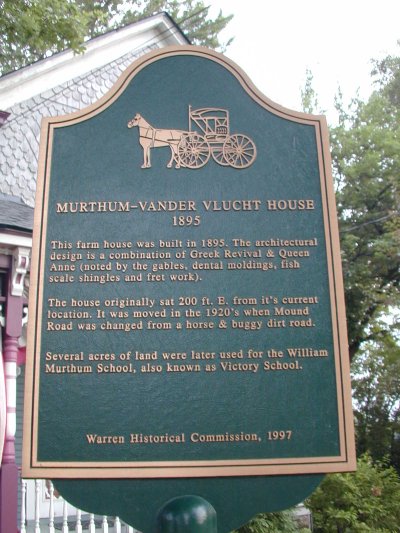 MURTHUM-VANDER VLUCHT HOUSE
1895
This farm house was built in 1895. The architectural
design is a combination of Greek Revival & Queen
Anne (noted by the gables, dental moldings, fish
scale shingles and fret work).
The house originally sat 200 ft. E. from it's current
location. It was moved in the 1920's when Mound
Road was changed from a horse & buggy dirt road.
Several acres of land were later used for the William
Murthum School, also known as Victory School.
Warren Historical Commission, 1997